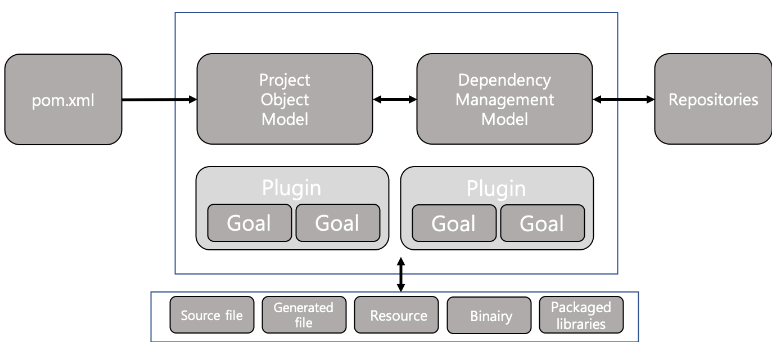 pom.xml
Project
Object
Model
Dependency
Management
Model
Repositories
Plugin
Goal
Goal
Plugin
Goal
Goal
Source file
Generated
file
Resource
Binairy
Packaged
libraries